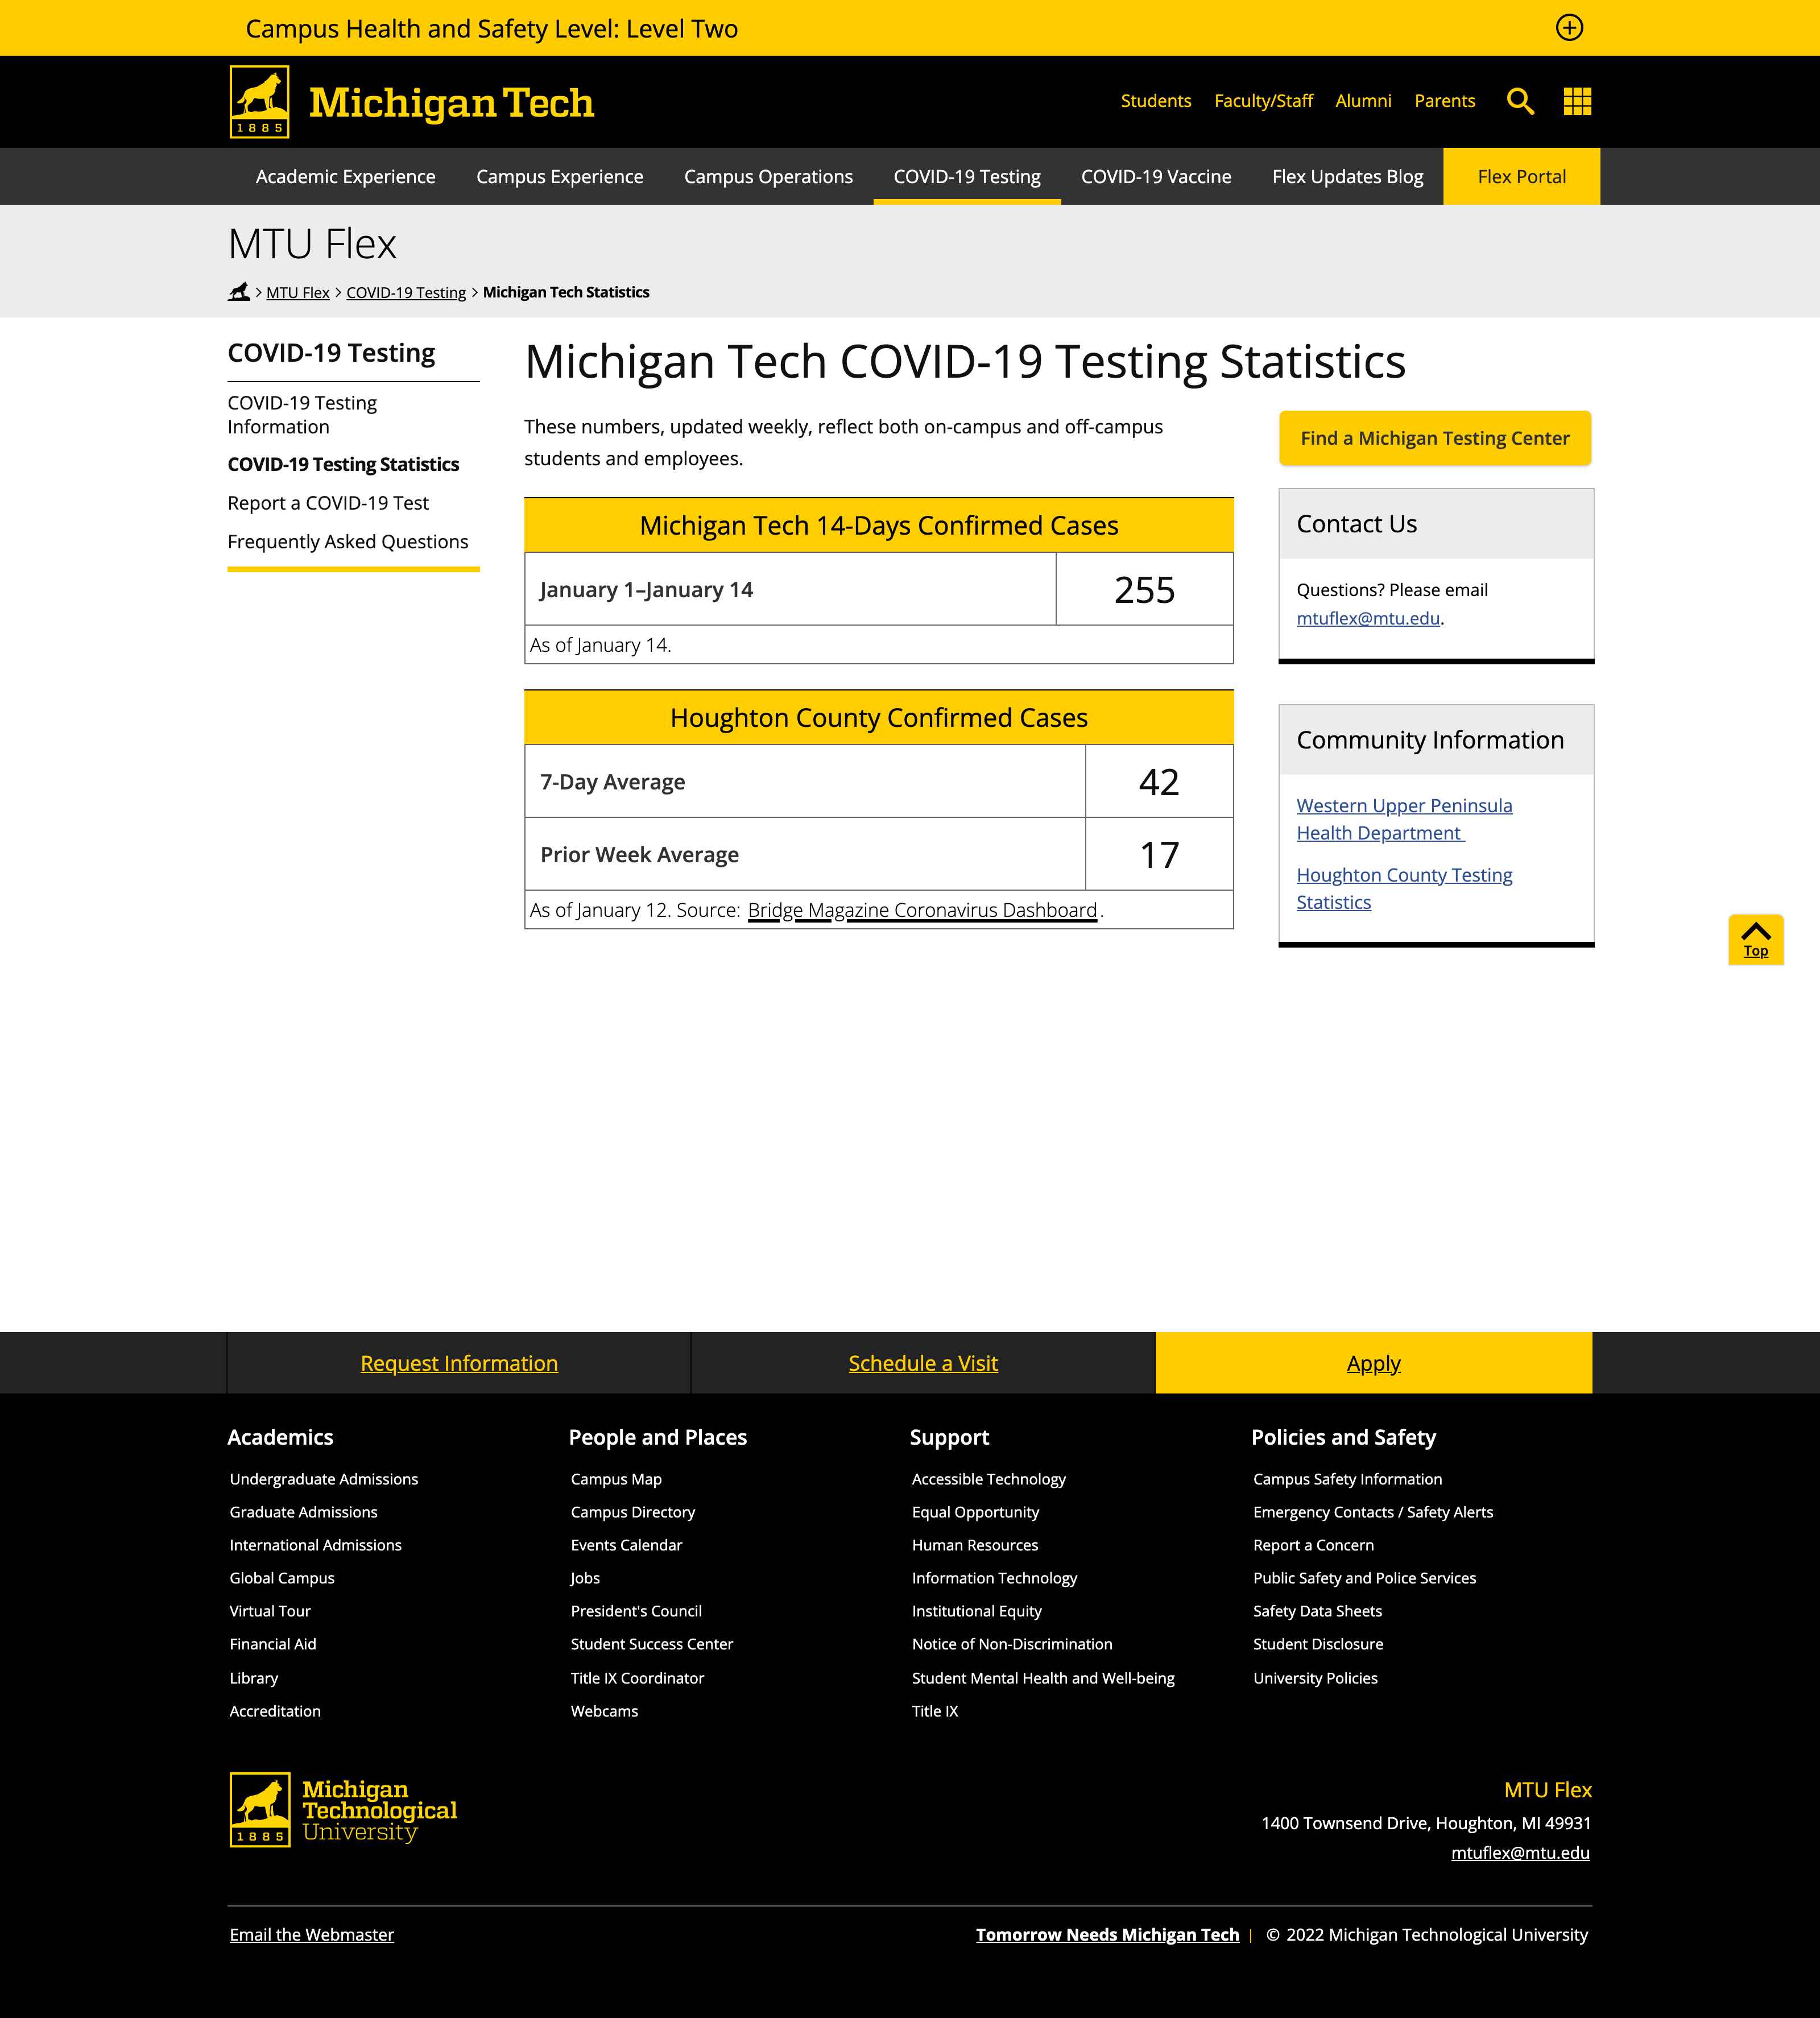 Campus Health and Safety Level: Level Two
1885
Michigan Tech
Students Faculty/Staff Alumni Parents
Academic Experience Campus Experience Campus Operations COVID-19 Testing COVID-19 Vaccine Flex Updates Blog Flex Portal
MTU Flex
> MTU Flex > COVID-19 Testing > Michigan Tech Statistics
COVID-19 Testing
COVID-19 Testing
Information
COVID-19 Testing Statistics
Report a COVID-19 Test
Frequently Asked Questions
Michigan Tech COVID-19 Testing Statistics
These numbers, updated weekly, reflect both on-campus and off-campus
students and employees.
Michigan Tech 14-Days Confirmed Cases
January 1–January 14 255
As of January 14.
Houghton County Confirmed Cases
7-Day Average 42
Prior Week Average 17
As of January 12. Source: Bridge Magazine Coronavirus Dashboard.
Find a Michigan Testing Center
Contact Us
Questions? Please email
mtuflex@mtu.edu.
Community Information
Western Upper Peninsula
Health Department
Houghton County Testing
Statistics
Top
Request Information Schedule a Visit Apply
Academics
Undergraduate Admissions
Graduate Admissions
International Admissions
Global Campus
Virtual Tour
Financial Aid
Library
Accreditation
People and Places
Campus Map
Campus Directory
Events Calendar
Jobs
President's Council
Student Success Center
Title IX Coordinator
Webcams
Support
Accessible Technology
Equal Opportunity
Human Resources
Information Technology
Institutional Equity
Notice of Non-Discrimination
Student Mental Health and Well-being
Title IX
Policies and Safety
Campus Safety Information
Emergency Contacts / Safety Alerts
Report a Concern
Public Safety and Police Services
Safety Data Sheets
Student Disclosure
University Policies
1885
Michigan
Technological
University
MTU Flex
1400 Townsend Drive, Houghton, MI 49931
mtuflex@mtu.edu
Email the Webmaster
Tomorrow Needs Michigan Tech | © 2022 Michigan Technological University